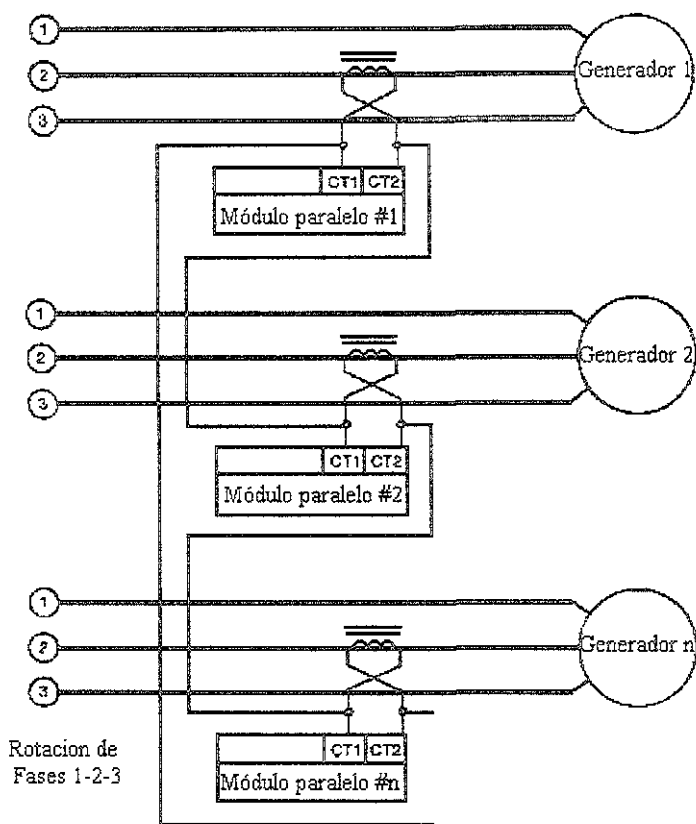 1
2
Generador 1
3
CT1 CT2
Módulo paralelo #1
1
2
Generador 2
3
CT1 CT2
Módulo paralelo #2
1
2
Generador n
3
CT1 CT2
Módulo paralelo #n
Rotacion de
Fases 1-2-3